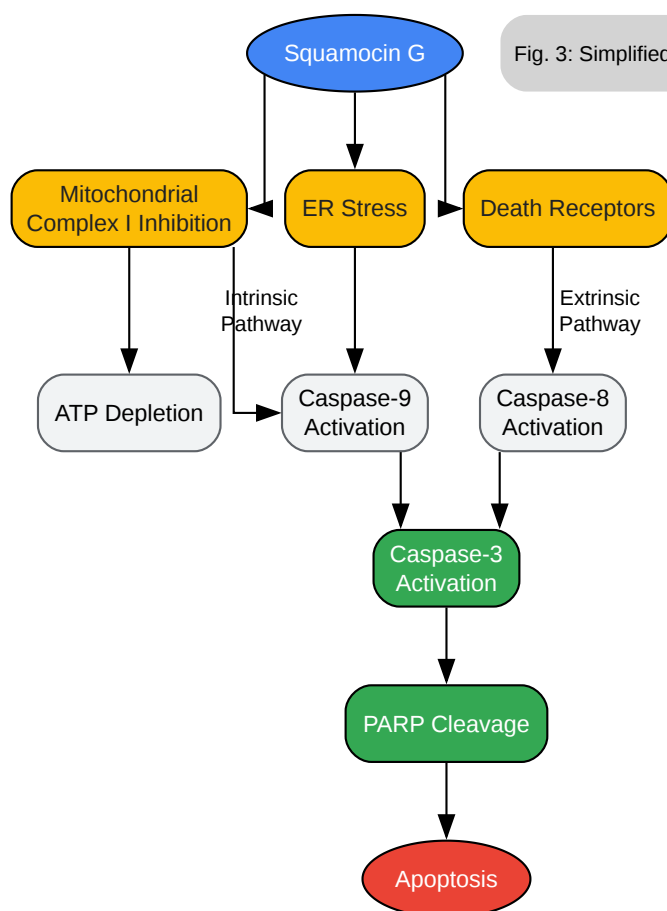 Squamocin G
Fig. 3: Simplified
Mitochondrial
Complex I Inhibition
ER Stress
Death Receptors
Intrinsic
Pathway
Extrinsic
Pathway
ATP Depletion
Caspase-9
Activation
Caspase-8
Activation
Caspase-3
Activation
PARP Cleavage
Apoptosis